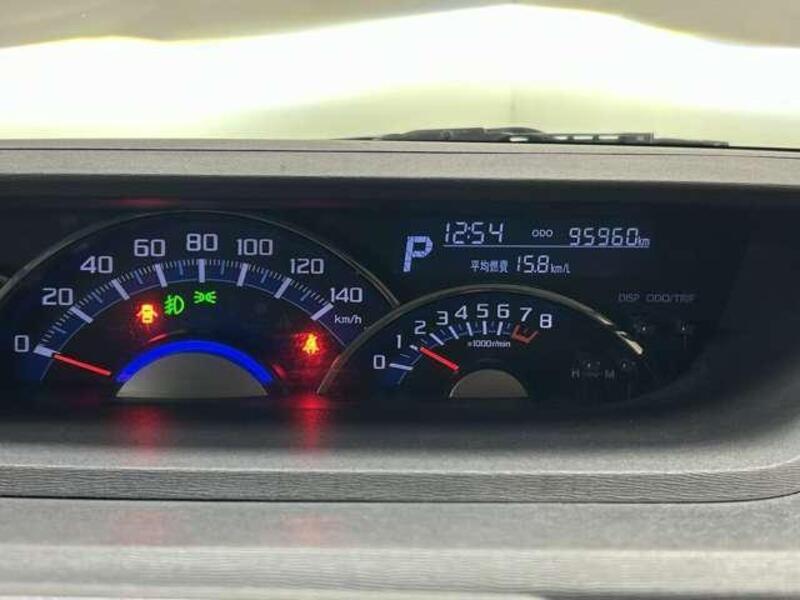 P 12:54 ODO 95960km
平均燃費 15.8km/L
0 20 40 60 80 100 120 140
km/h
0 1 2 3 4 5 6 7 8
x1000r/min
DISP ODO/TRIP
H M